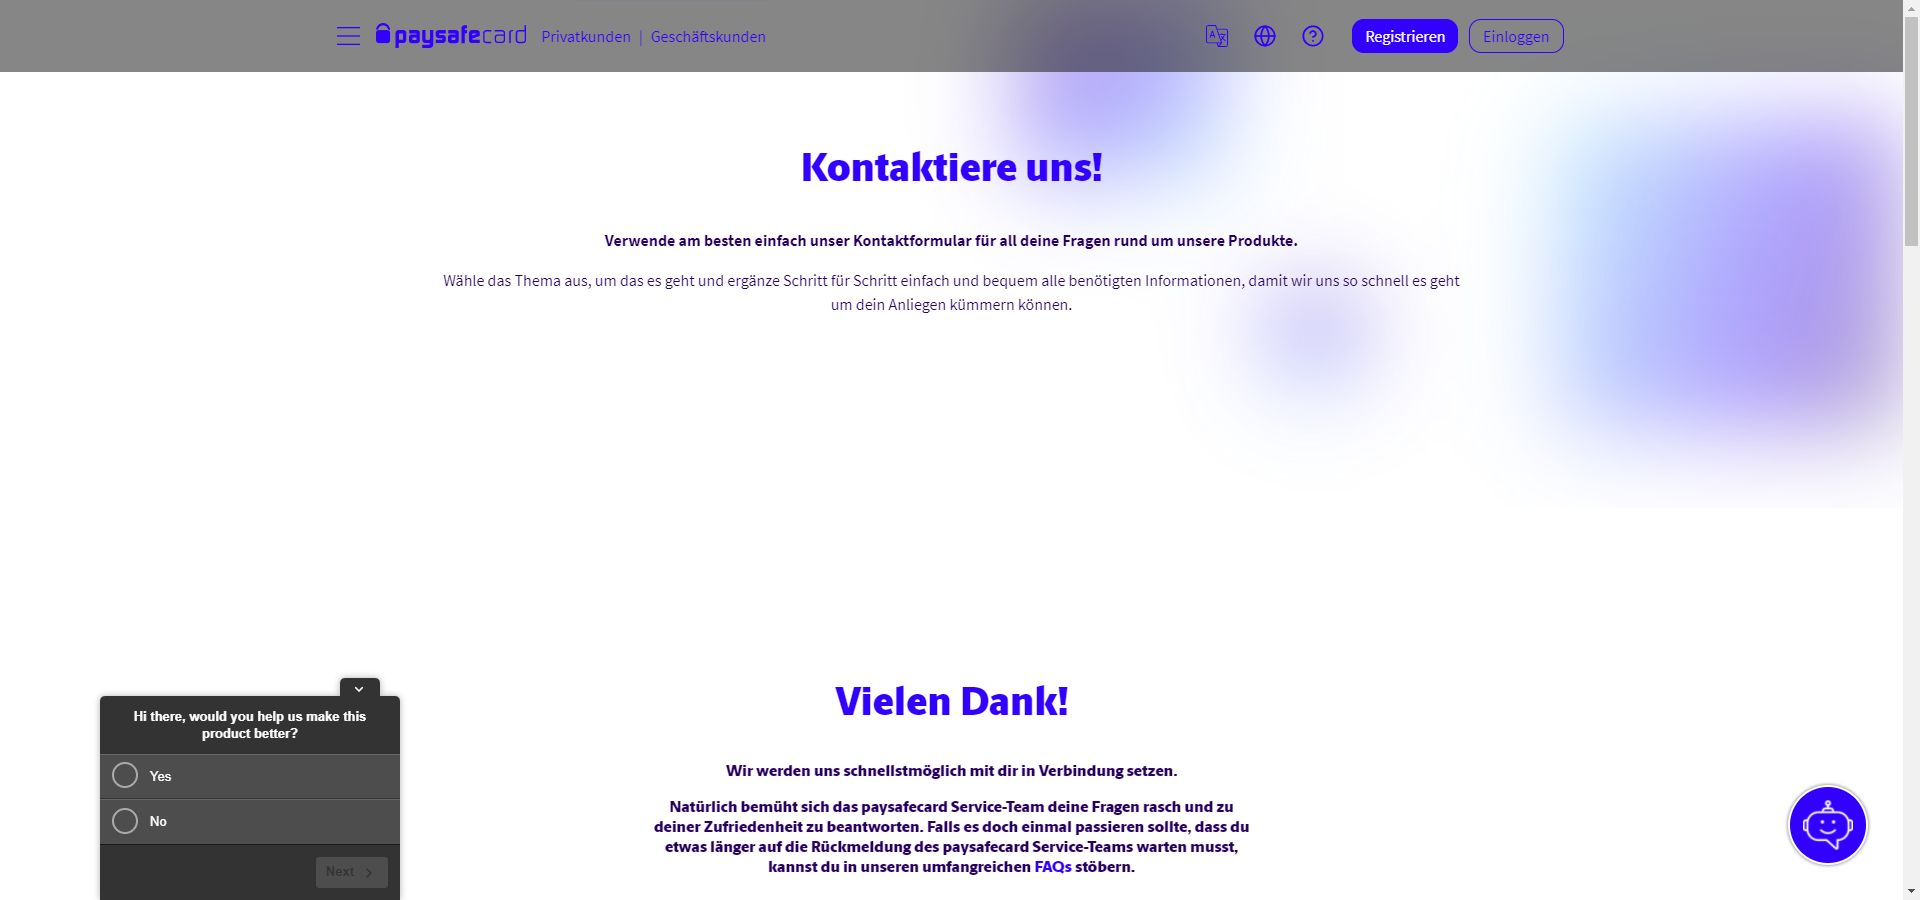 paysafecard Privatkunden | Geschäftskunden Registrieren Einloggen
Kontaktiere uns!
Verwende am besten einfach unser Kontaktformular für all deine Fragen rund um unsere Produkte.
Wähle das Thema aus, um das es geht und ergänze Schritt für Schritt einfach und bequem alle benötigten Informationen, damit wir uns so schnell es geht
um dein Anliegen kümmern können.
Vielen Dank!
Wir werden uns schnellstmöglich mit dir in Verbindung setzen.
Natürlich bemüht sich das paysafecard Service-Team deine Fragen rasch und zu
deiner Zufriedenheit zu beantworten. Falls es doch einmal passieren sollte, dass du
etwas länger auf die Rückmeldung des paysafecard Service-Teams warten musst,
kannst du in unseren umfangreichen FAQs stöbern.
Hi there, would you help us make this
product better?
Yes
No
Next